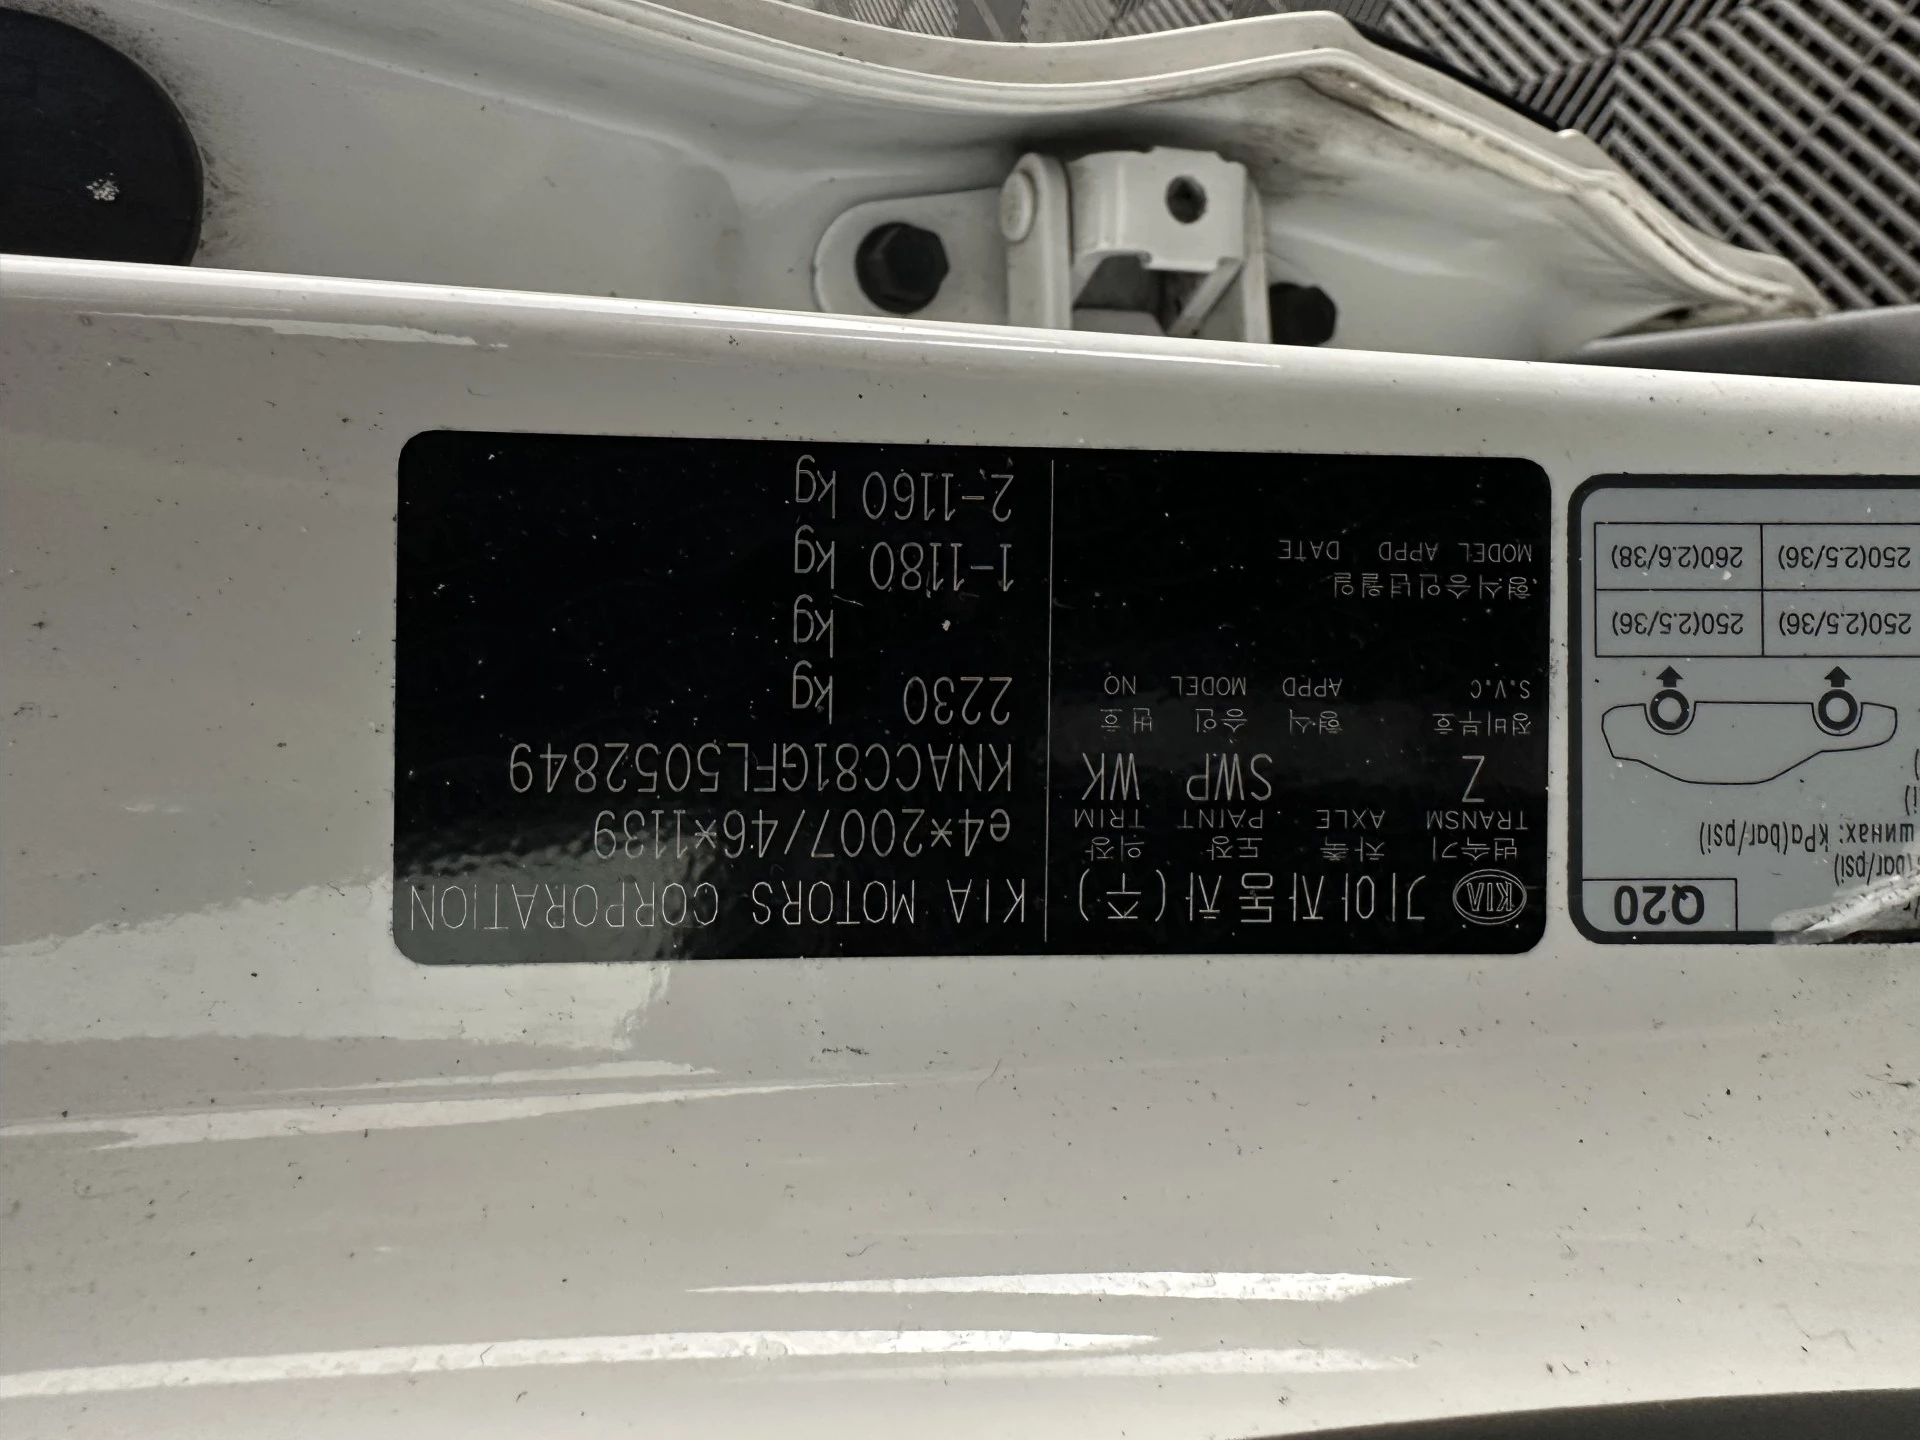 KIA 기아자동차(주)
변속기 차축 도장 의장
TRANSM AXLE PAINT TRIM
Z SWP WK
정비부호 형식 승인 번호
S.V.C APPD MODEL NO
형식승인년월일
MODEL APPD DATE
KIA MOTORS CORPORATION
e4*2007/46*1139
KNACC81GFL5052849
2230 kg
kg
1-1180 kg
2-1160 kg
Q20
(bar/psi)
шинах: kPa(bar/psi)
250(2.5/36) 250(2.5/36)
250(2.5/36) 260(2.6/38)